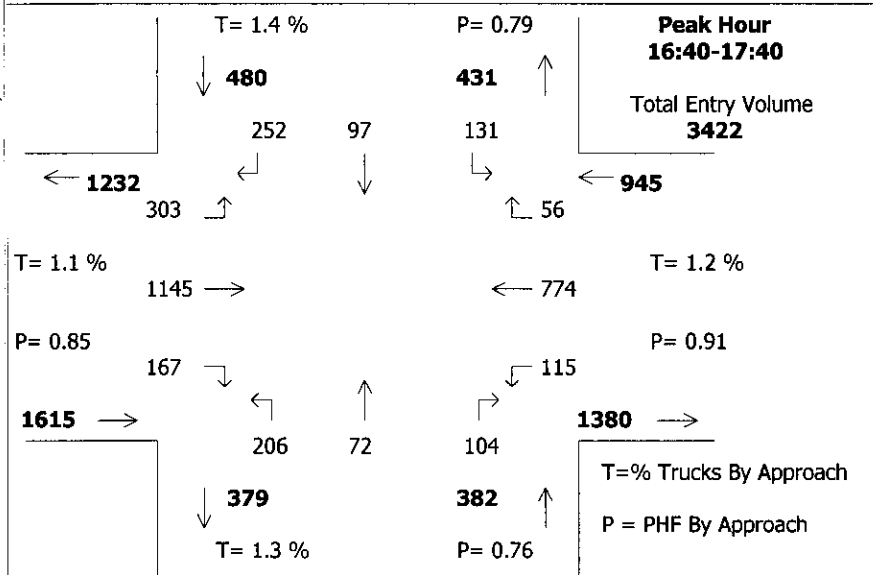 T= 1.4 % P= 0.79 Peak Hour
16:40-17:40
480 431
Total Entry Volume
252 97 131 3422
1232 945
303 56
T= 1.1 % T= 1.2 %
1145 774
P= 0.85 P= 0.91
167 115
1615 1380
206 72 104
T=% Trucks By Approach
379 382
P = PHF By Approach
T= 1.3 % P= 0.76